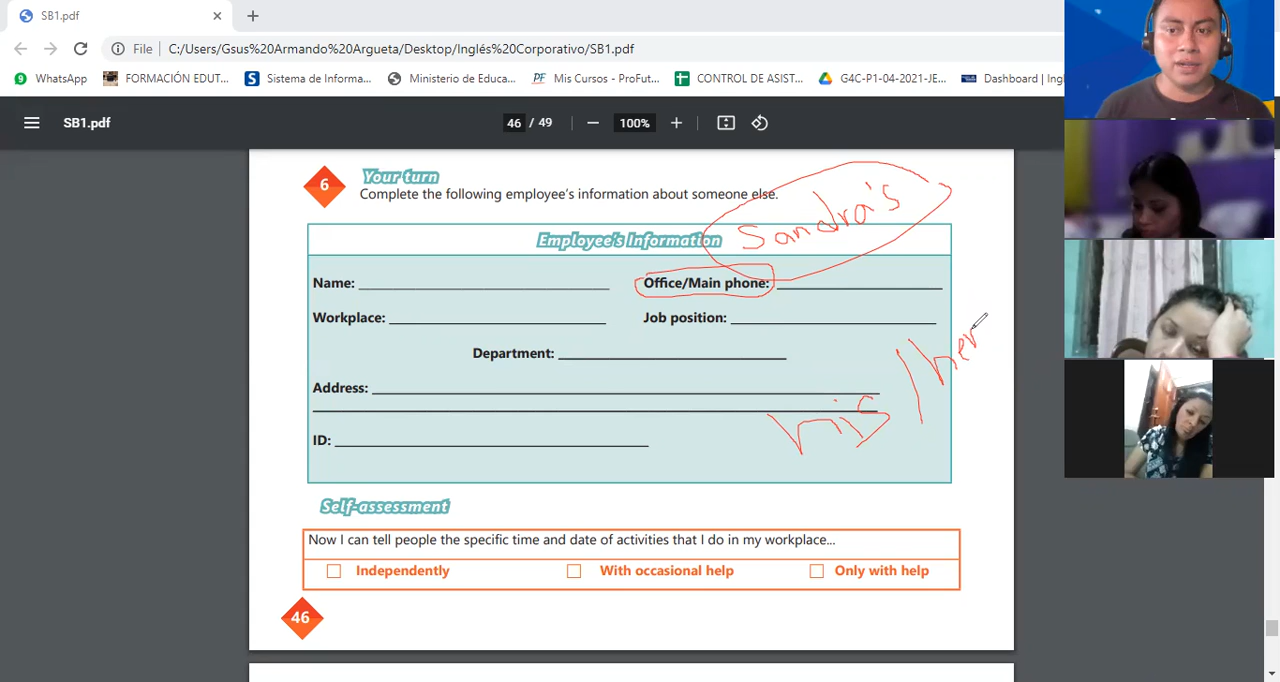 SB1.pdf
File C:/Users/Gsus%20Armando%20Argueta/Desktop/Inglés%20Corporativo/SB1.pdf
WhatsApp FORMACIÓN EDUT... Sistema de Informa... Ministerio de Educa... PF Mis Cursos - ProFut... CONTROL DE ASIST... G4C-P1-04-2021-JE... Dashboard | Ingl
SB1.pdf 46 / 49 100%
6 Your turn
Complete the following employee's information about someone else.
Sandra's
Employee's Information
Name: Office/Main phone:
Workplace: Job position:
Department:
his / her
Address:
ID:
Self-assessment
Now I can tell people the specific time and date of activities that I do in my workplace...
Independently With occasional help Only with help
46